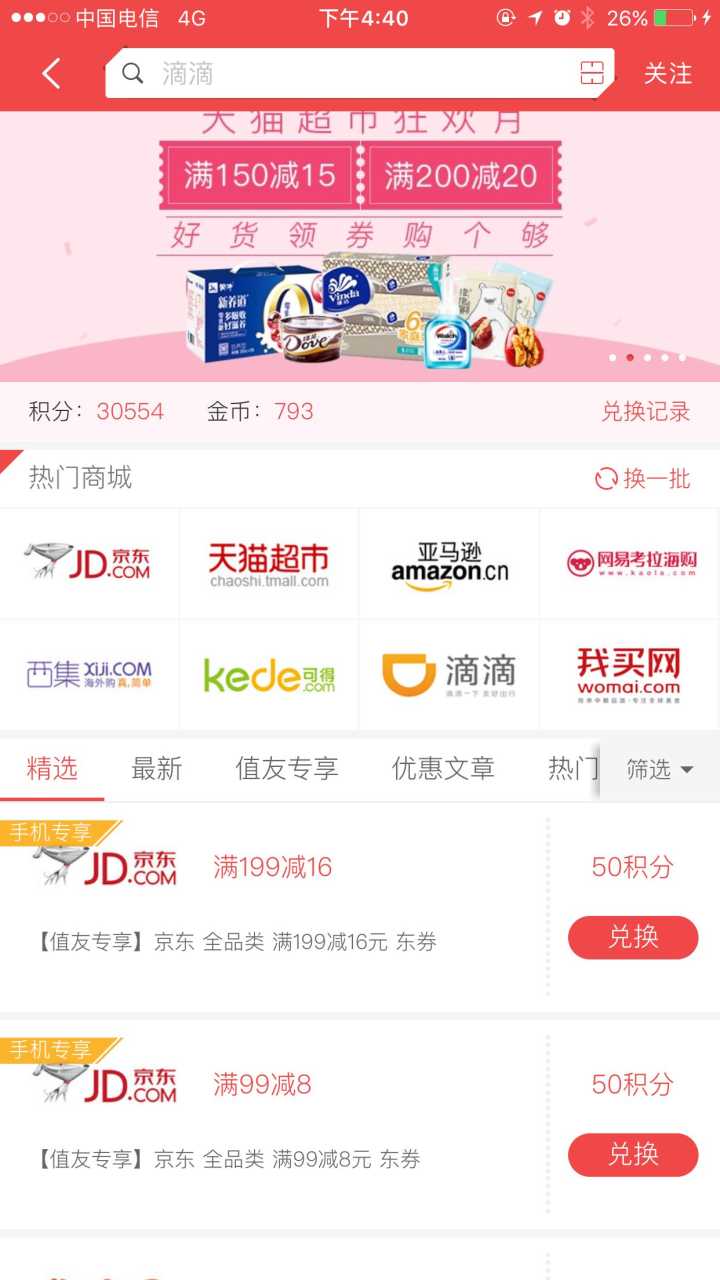 中国电信 4G 下午4:40 26%
滴滴 关注
天猫超市狂欢月
满150减15 满200减20
好货领券购个够
新养道
Vinda
Dove
Walch
积分：30554 金币：793 兑换记录
热门商城 换一批
JD.COM 京东
天猫超市
chaoshi.tmall.com
亚马逊
amazon.cn
网易考拉海购
www.kaola.com
西集 XIJI.COM
海外购真,简单
kede 可得
.com
滴滴
滴滴一下 美好出行
我买网
womai.com
精选 最新 值友专享 优惠文章 热门 筛选
手机专享
JD.COM 京东 满199减16 50积分
【值友专享】京东 全品类 满199减16元 东券 兑换
手机专享
JD.COM 京东 满99减8 50积分
【值友专享】京东 全品类 满99减8元 东券 兑换